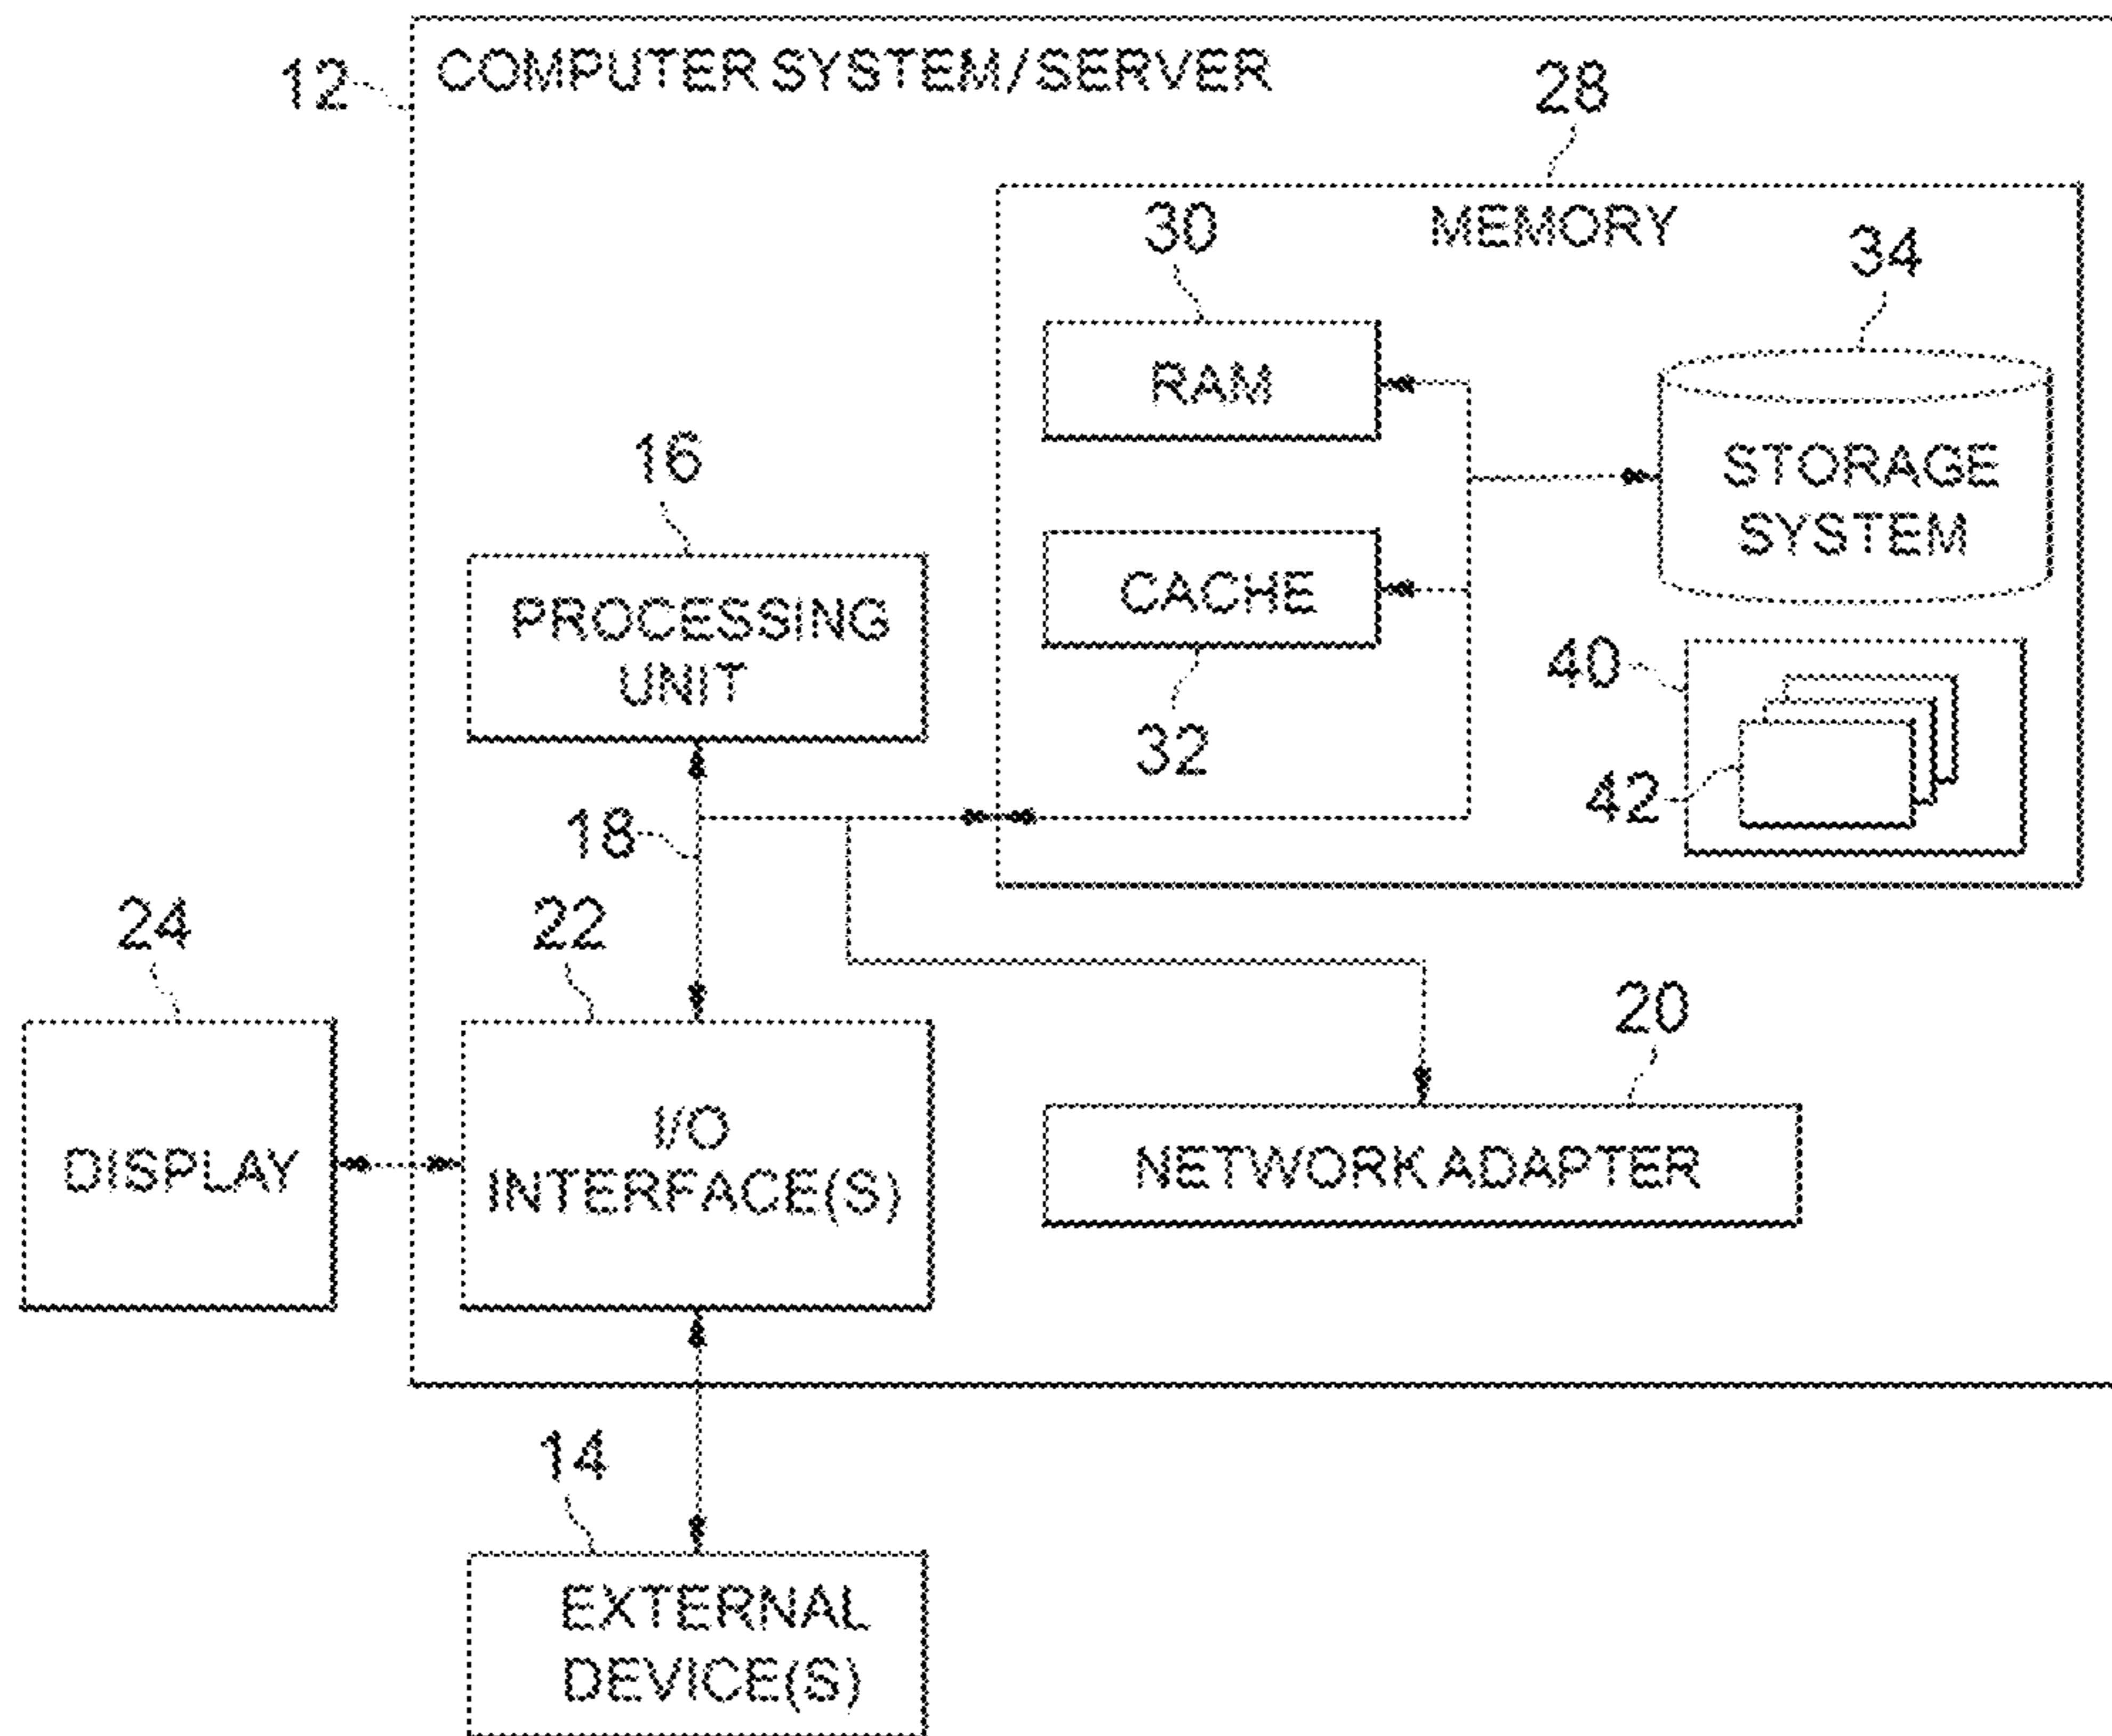 12
COMPUTER SYSTEM/SERVER
28
MEMORY
30
34
RAM
STORAGE
SYSTEM
16
CACHE
PROCESSING
UNIT
32
40
42
18
24
22
20
DISPLAY
I/O
INTERFACE(S)
NETWORK ADAPTER
14
EXTERNAL
DEVICE(S)